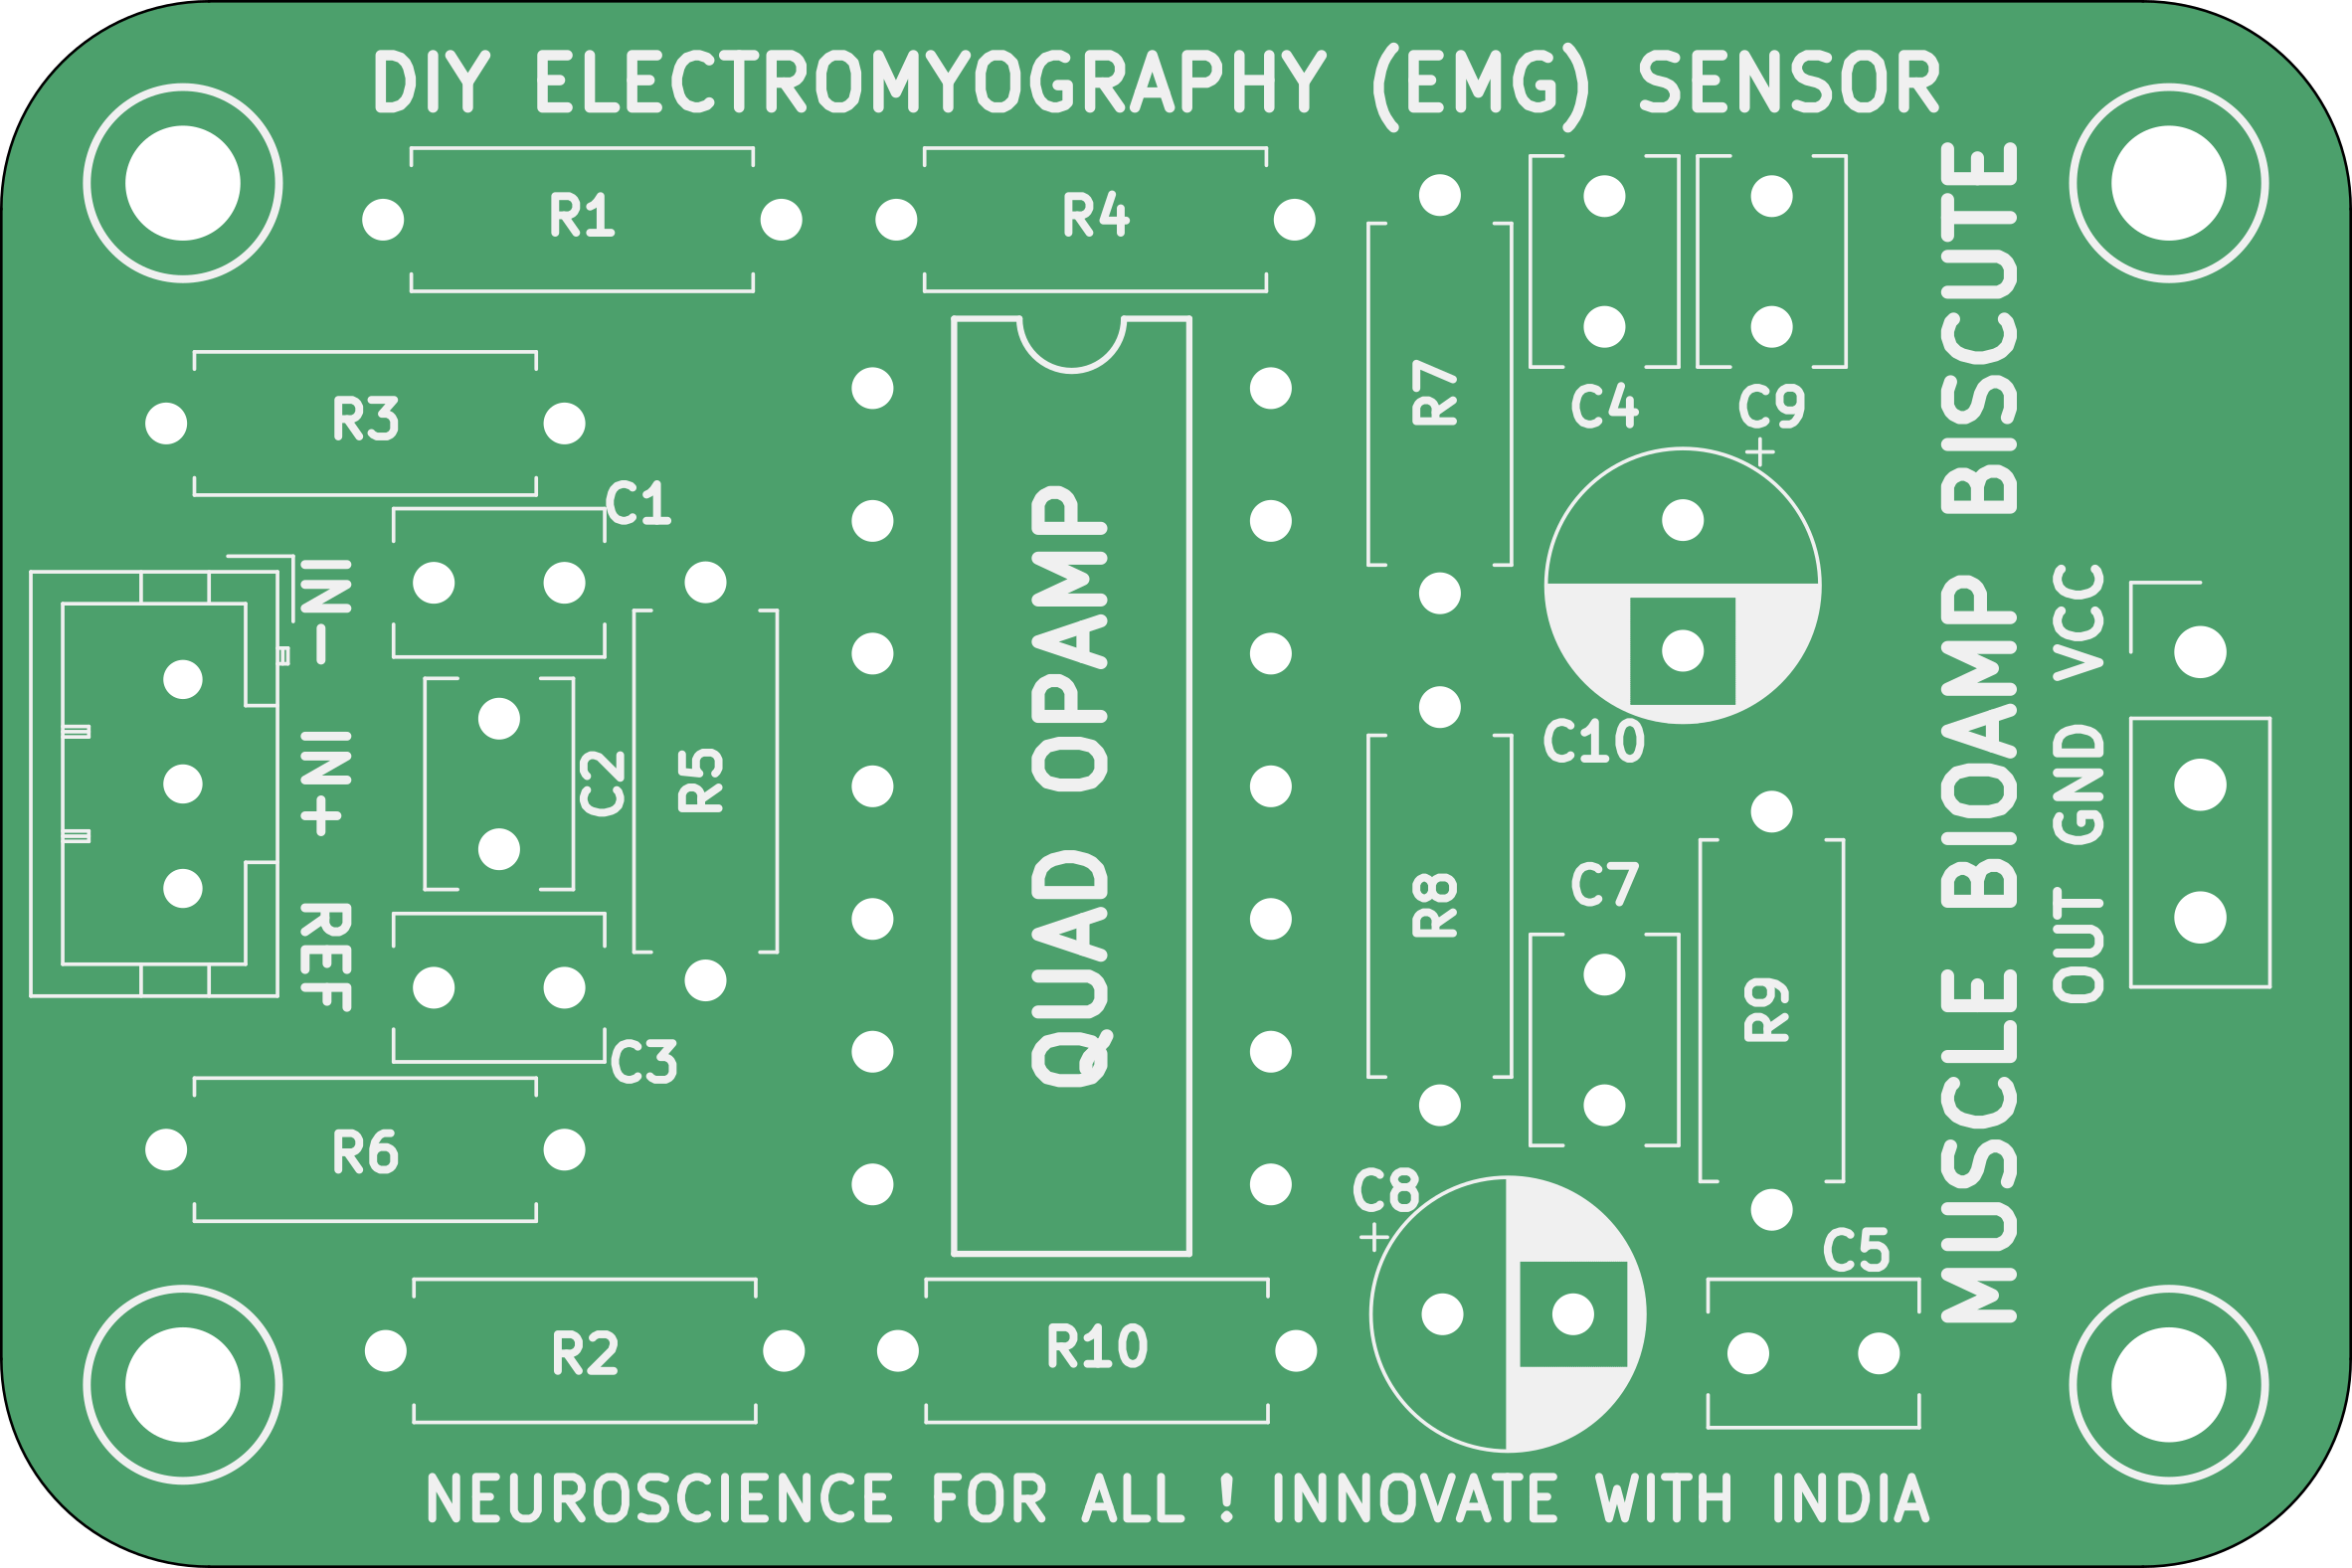 DIY ELECTROMYOGRAPHY (EMG) SENSOR
R1
R4
R7
C4
C9
R3
C1
C10
IN -
IN +
REF
C2
R5
QUAD OPAMP
R8
C7
R9
MUSCLE BIOAMP BISCUTE
OUT GND VCC
C3
R6
C8
C5
R2
R10
NEUROSCIENCE FOR ALL ! INNOVATE WITH INDIA